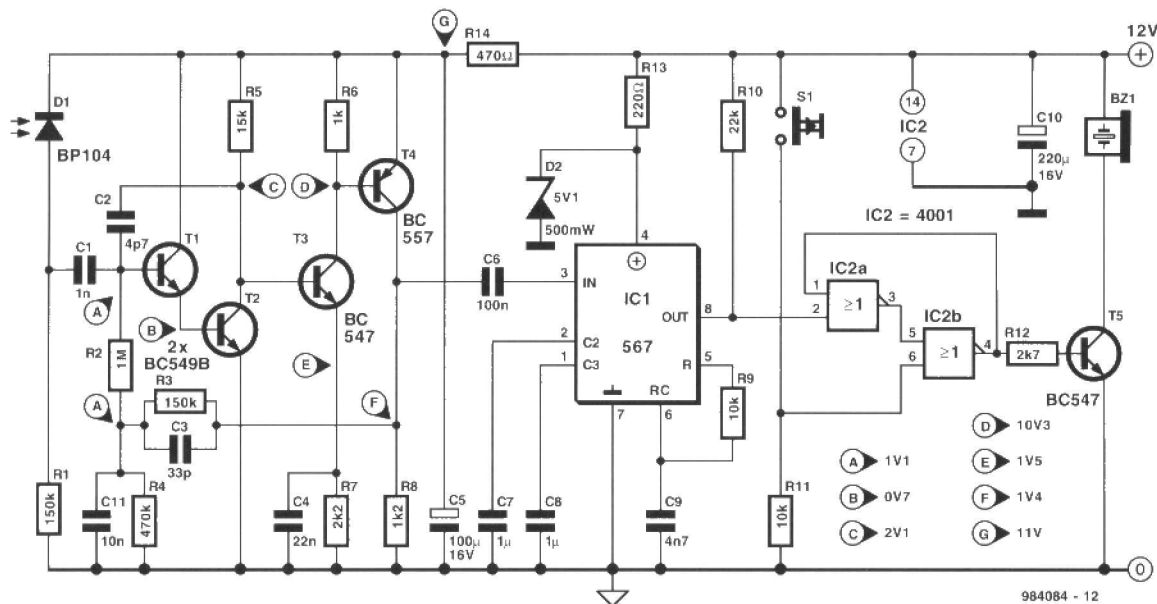 G
R14
470Ω
12V
+
D1
BP104
R5
15k
R6
1k
T4
BC
557
R13
220Ω
R10
22k
S1
14
IC2
7
C10
220µ
16V
BZ1
C2
4p7
C
D
D2
5V1
500mW
IC2 = 4001
C1
1n
T1
T3
T2
A
B
2x
BC549B
BC
547
C6
100n
4
3
IN
IC1
567
OUT
8
2
C2
1
C3
R
5
RC
7
6
R9
10k
1
2
IC2a
≥1
3
5
6
IC2b
≥1
4
R12
2k7
T5
BC547
R2
1M
R3
150k
A
C3
33p
E
F
R1
150k
C11
10n
R4
470k
C4
22n
R7
2k2
R8
1k2
C5
100µ
16V
C7
1µ
C8
1µ
C9
4n7
R11
10k
A 1V1
B 0V7
C 2V1
D 10V3
E 1V5
F 1V4
G 11V
0
984084 - 12